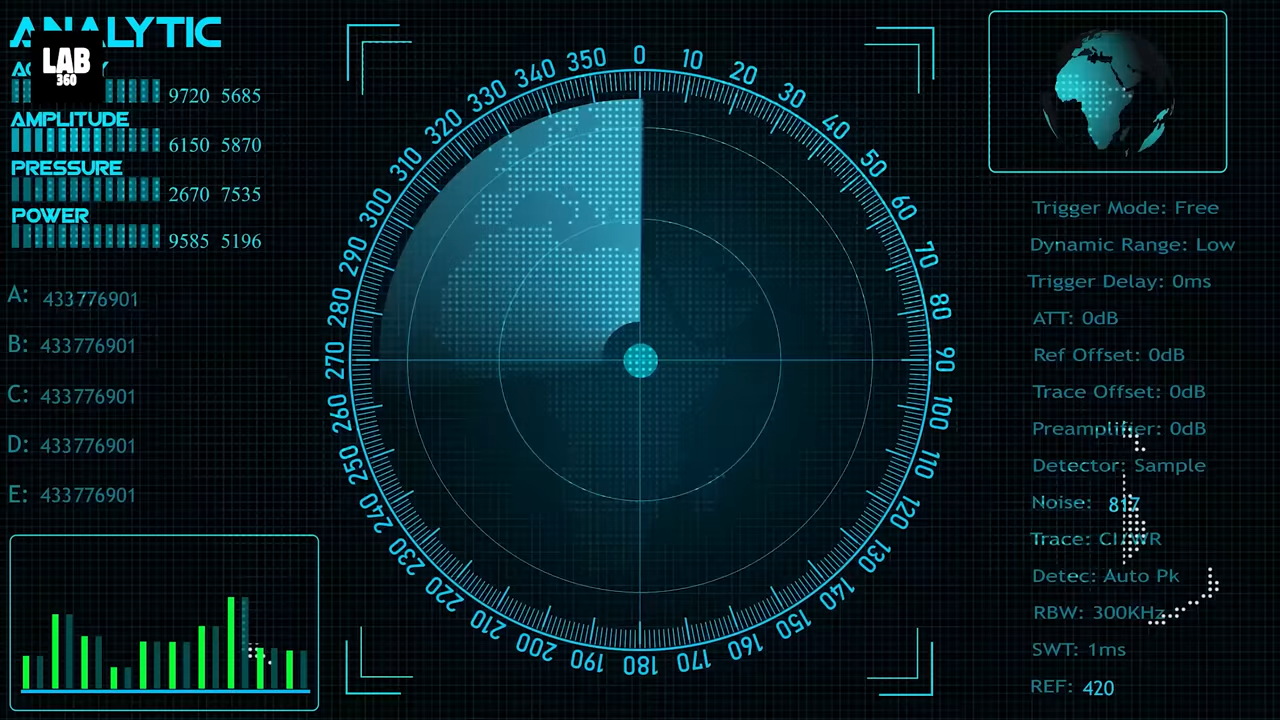 ANALYTIC
LAB
360
9720 5685
AMPLITUDE
6150 5870
PRESSURE
2670 7535
POWER
9585 5196
A: 433776901
B: 433776901
C: 433776901
D: 433776901
E: 433776901
0
10
20
30
40
50
60
70
80
90
100
110
120
130
140
150
160
170
180
190
200
210
220
230
240
250
260
270
280
290
300
310
320
330
340
350
Trigger Mode: Free
Dynamic Range: Low
Trigger Delay: 0ms
ATT: 0dB
Ref Offset: 0dB
Trace Offset: 0dB
Preamplifier: 0dB
Detector: Sample
Noise: 817
Trace:
Detec: Auto Pk
RBW: 300KHz
SWT: 1ms
REF: 420